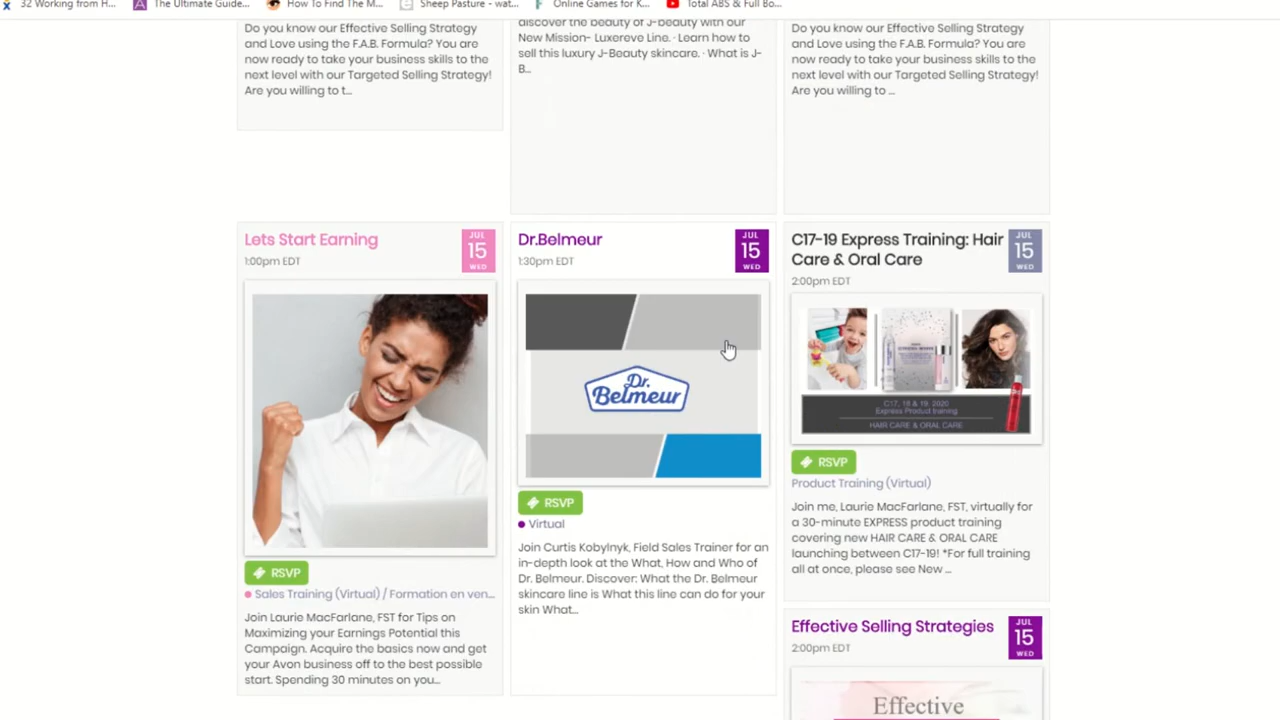 32 Working from H...
The Ultimate Guide...
How To Find The M...
Sheep Pasture - wat...
Online Games for K...
Total ABS & Full Bo...
Do you know our Effective Selling Strategy
and Love using the F.A.B. Formula? You are
now ready to take your business skills to the
next level with our Targeted Selling Strategy!
Are you willing to t...
discover the beauty of J-beauty with our
New Mission- Luxereve Line. · Learn how to
sell this luxury J-Beauty skincare. · What is J-
B...
Do you know our Effective Selling Strategy
and Love using the F.A.B. Formula? You are
now ready to take your business skills to the
next level with our Targeted Selling Strategy!
Are you willing to ...
Lets Start Earning
1:00pm EDT
JUL
15
WED
RSVP
Sales Training (Virtual) / Formation en ven...
Join Laurie MacFarlane, FST for Tips on
Maximizing your Earnings Potential this
Campaign. Acquire the basics now and get
your Avon business off to the best possible
start. Spending 30 minutes on you...
Dr.Belmeur
1:30pm EDT
JUL
15
WED
Dr.
Belmeur
RSVP
Virtual
Join Curtis Kobylnyk, Field Sales Trainer for an
in-depth look at the What, How and Who of
Dr. Belmeur. Discover: What the Dr. Belmeur
skincare line is What this line can do for your
skin What...
C17-19 Express Training: Hair
Care & Oral Care
2:00pm EDT
JUL
15
WED
C17, 18 & 19, 2020
Express Product training
HAIR CARE & ORAL CARE
RSVP
Product Training (Virtual)
Join me, Laurie MacFarlane, FST, virtually for
a 30-minute EXPRESS product training
covering new HAIR CARE & ORAL CARE
launching between C17-19! *For full training
all at once, please see New ...
Effective Selling Strategies
2:00pm EDT
JUL
15
WED
Effective